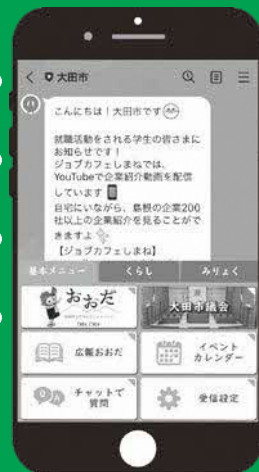 大田市
こんにちは！大田市です
就職活動をされる学生の皆さまに
お知らせです！
ジョブカフェしまねでは、
YouTubeで企業紹介動画を配信
しています
自宅にいながら、島根の企業200
社以上の企業紹介を見ることがで
きますよ
【ジョブカフェしまね】
基本メニュー
くらし
みりょく
おおだ
大田市議会
広報おおだ
イベント
カレンダー
Q A
チャットで
質問
受信設定